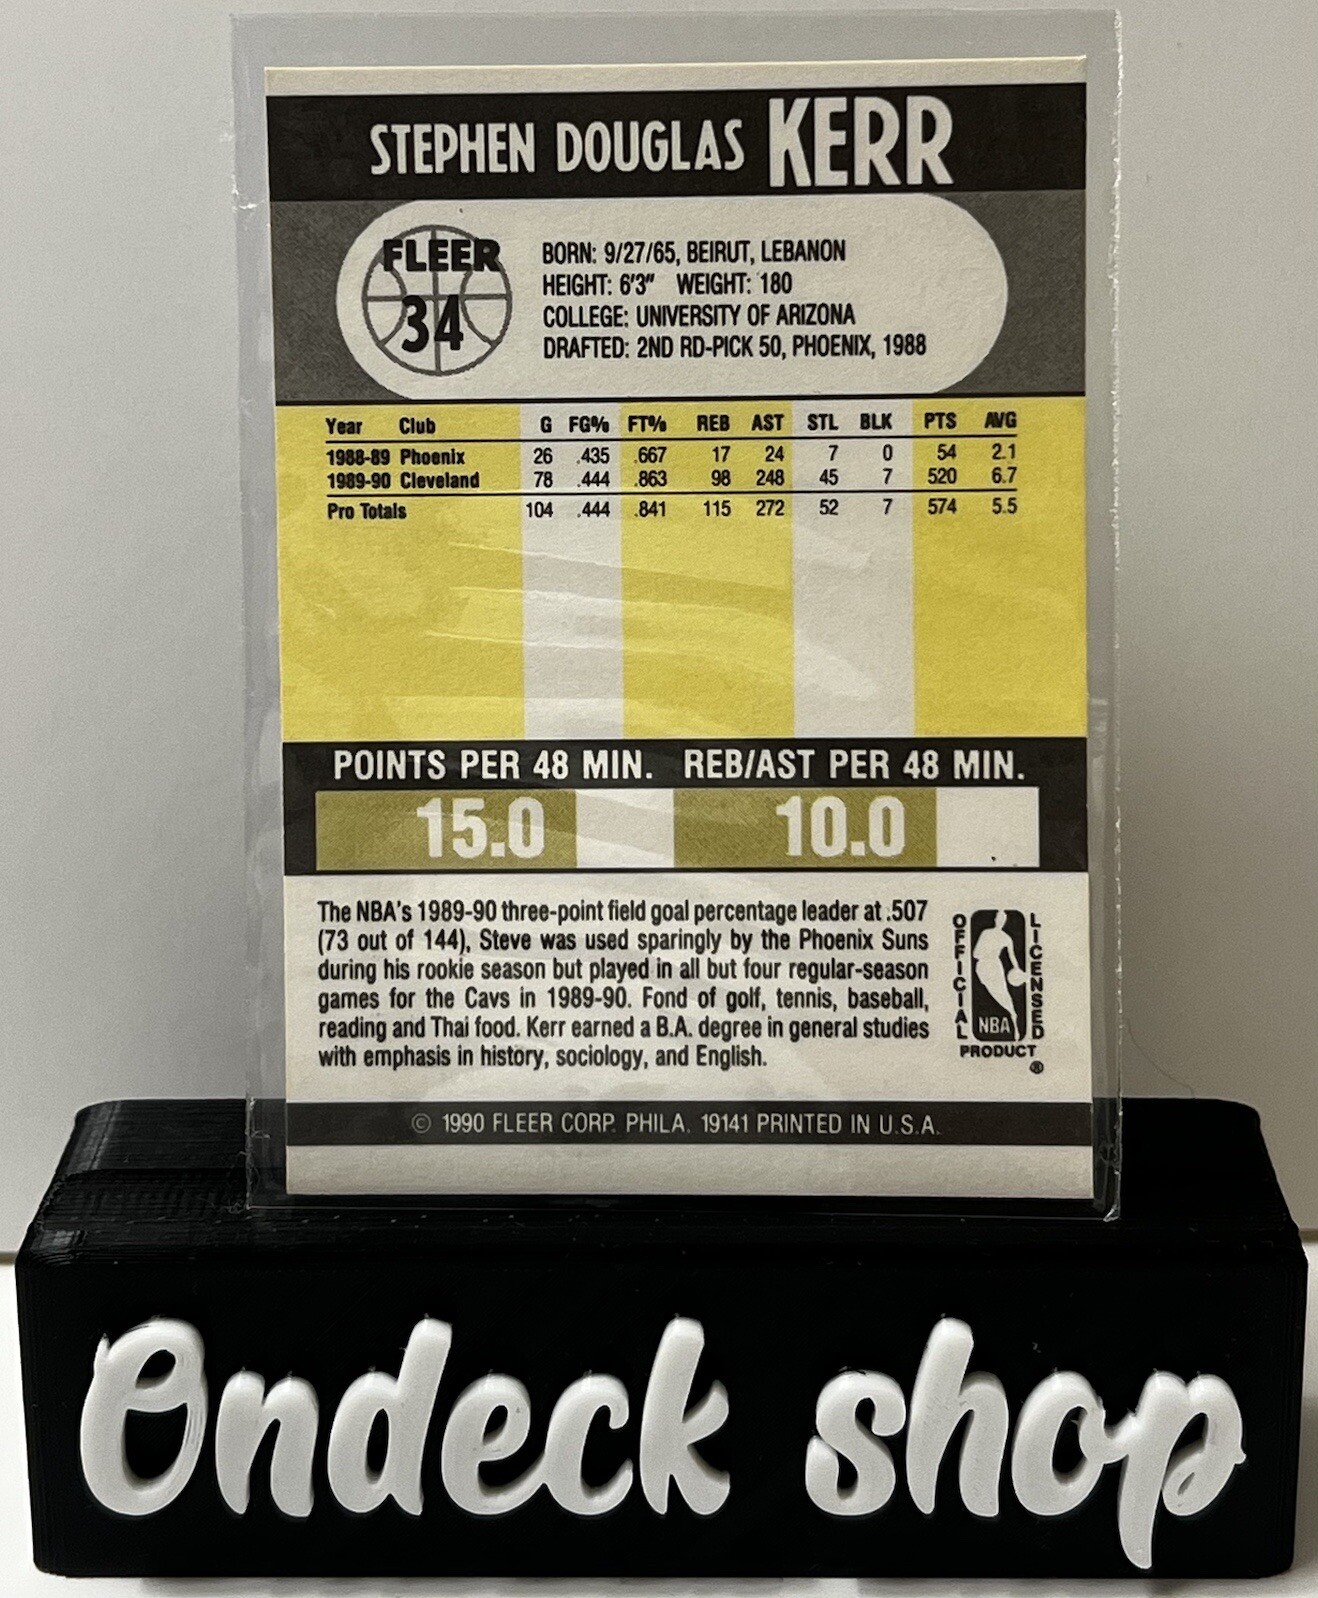 STEPHEN DOUGLAS KERR
FLEER
34
BORN: 9/27/65, BEIRUT, LEBANON
HEIGHT: 6'3" WEIGHT: 180
COLLEGE: UNIVERSITY OF ARIZONA
DRAFTED: 2ND RD-PICK 50, PHOENIX, 1988
Year Club G FG% FT% REB AST STL BLK PTS AVG
1988-89 Phoenix 26 .435 .667 17 24 7 0 54 2.1
1989-90 Cleveland 78 .444 .863 98 248 45 7 520 6.7
Pro Totals 104 .444 .841 115 272 52 7 574 5.5
POINTS PER 48 MIN. REB/AST PER 48 MIN.
15.0 10.0
The NBA's 1989-90 three-point field goal percentage leader at .507
(73 out of 144), Steve was used sparingly by the Phoenix Suns
during his rookie season but played in all but four regular-season
games for the Cavs in 1989-90. Fond of golf, tennis, baseball,
reading and Thai food. Kerr earned a B.A. degree in general studies
with emphasis in history, sociology, and English.
OFFICIAL
NBA
LICENSED
PRODUCT
®
© 1990 FLEER CORP. PHILA. 19141 PRINTED IN U.S.A.
Ondeck shop